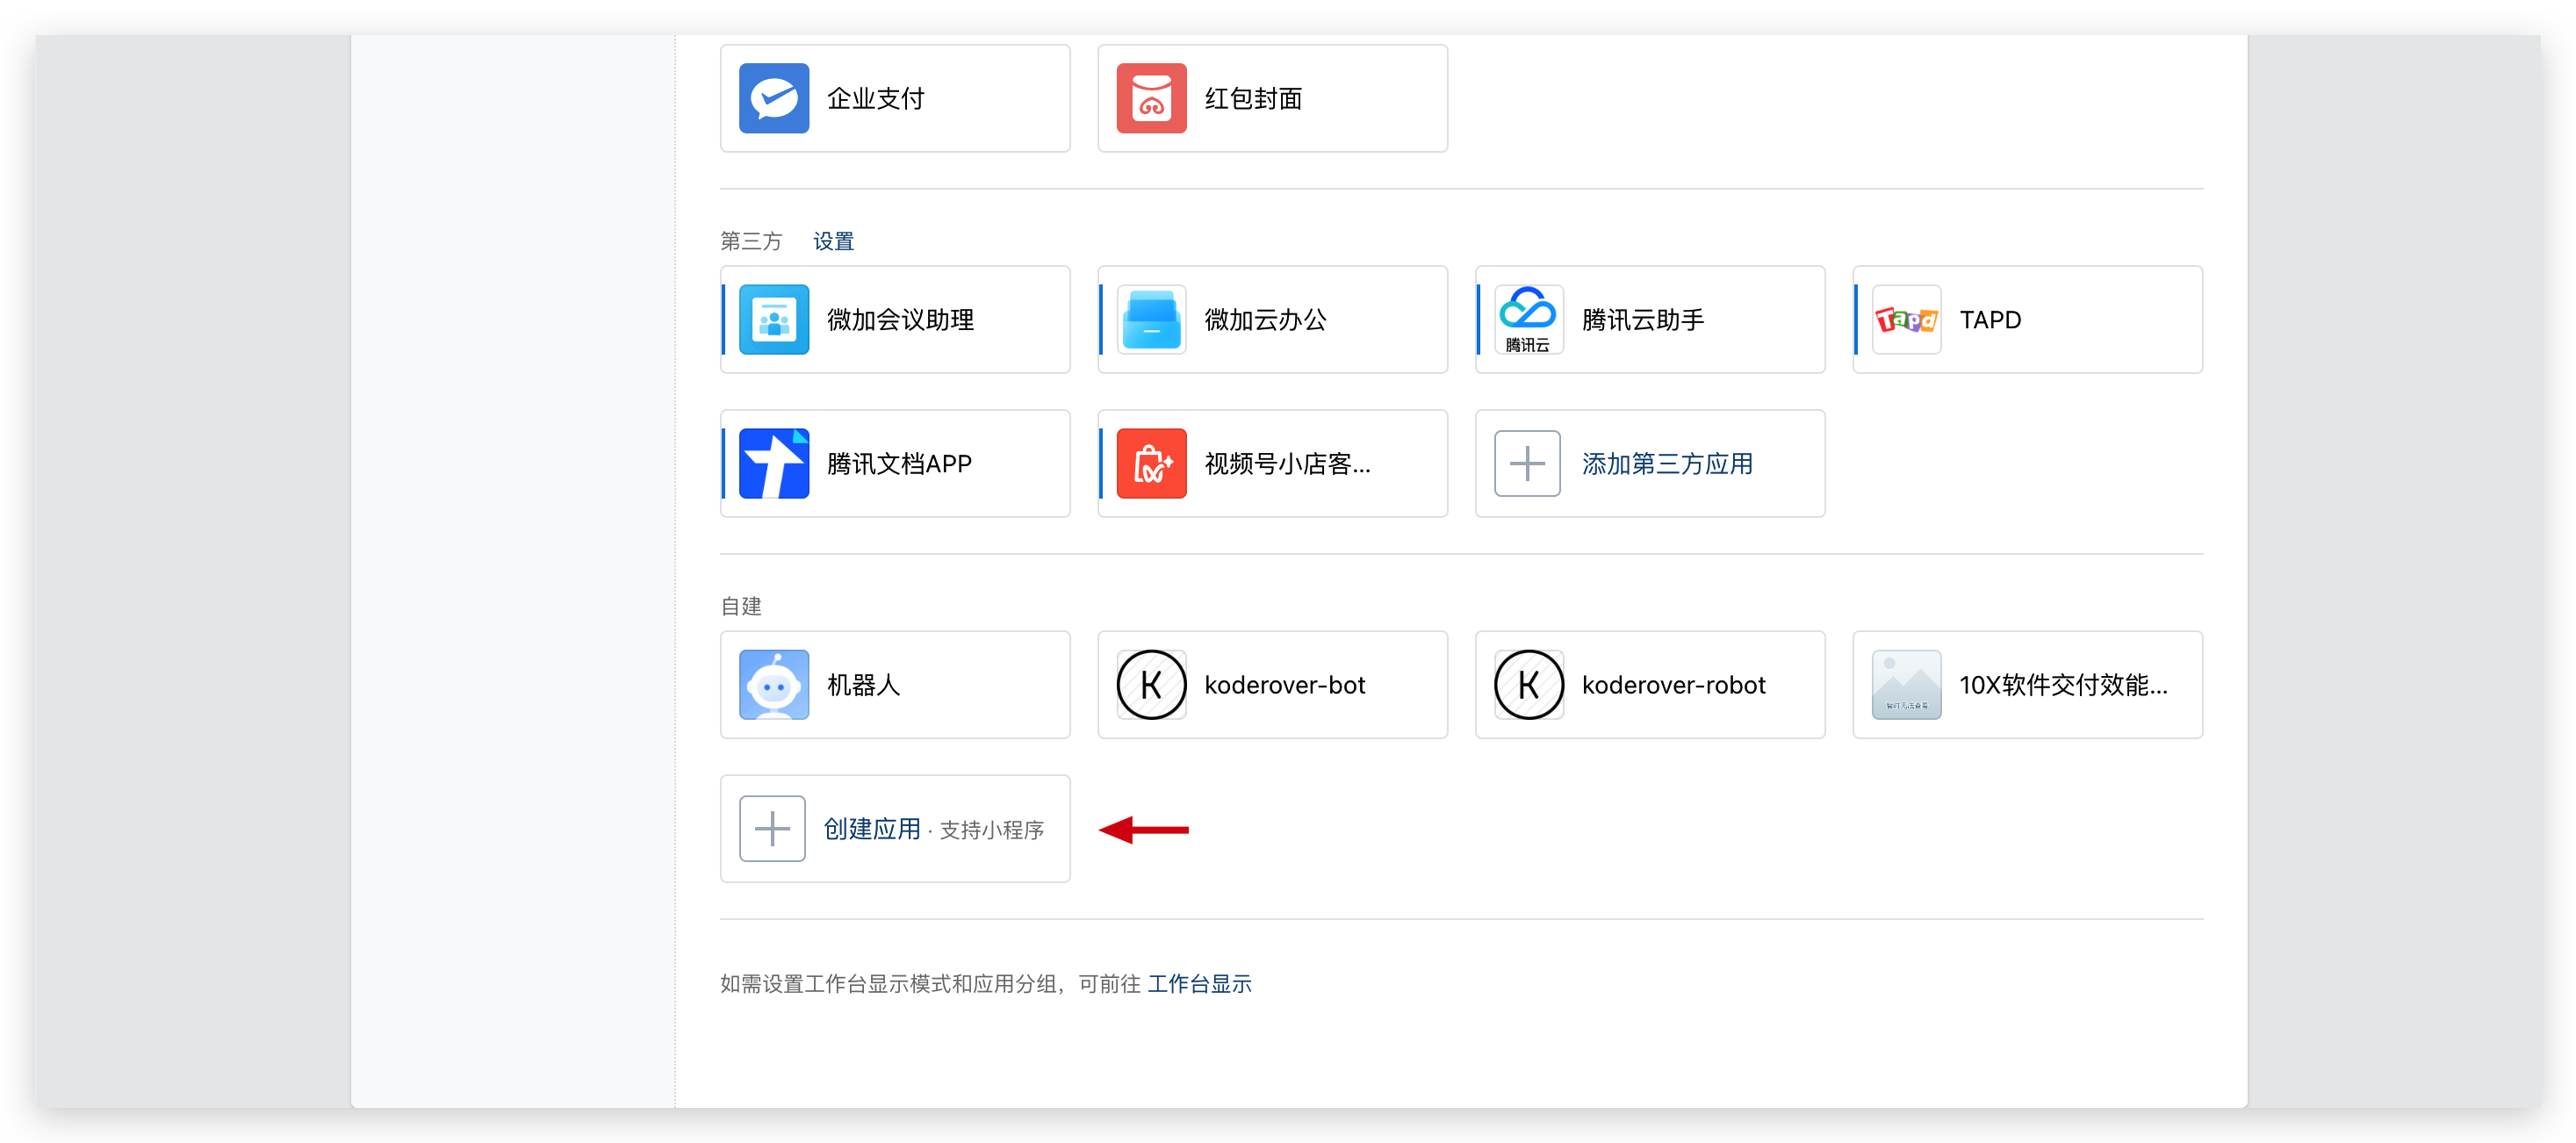 企业支付
红包封面
第三方 设置
微加会议助理
微加云办公
腾讯云
腾讯云助手
Tapd
TAPD
腾讯文档APP
视频号小店客...
添加第三方应用
自建
机器人
K
koderover-bot
K
koderover-robot
10X软件交付效能...
创建应用 · 支持小程序
如需设置工作台显示模式和应用分组，可前往 工作台显示